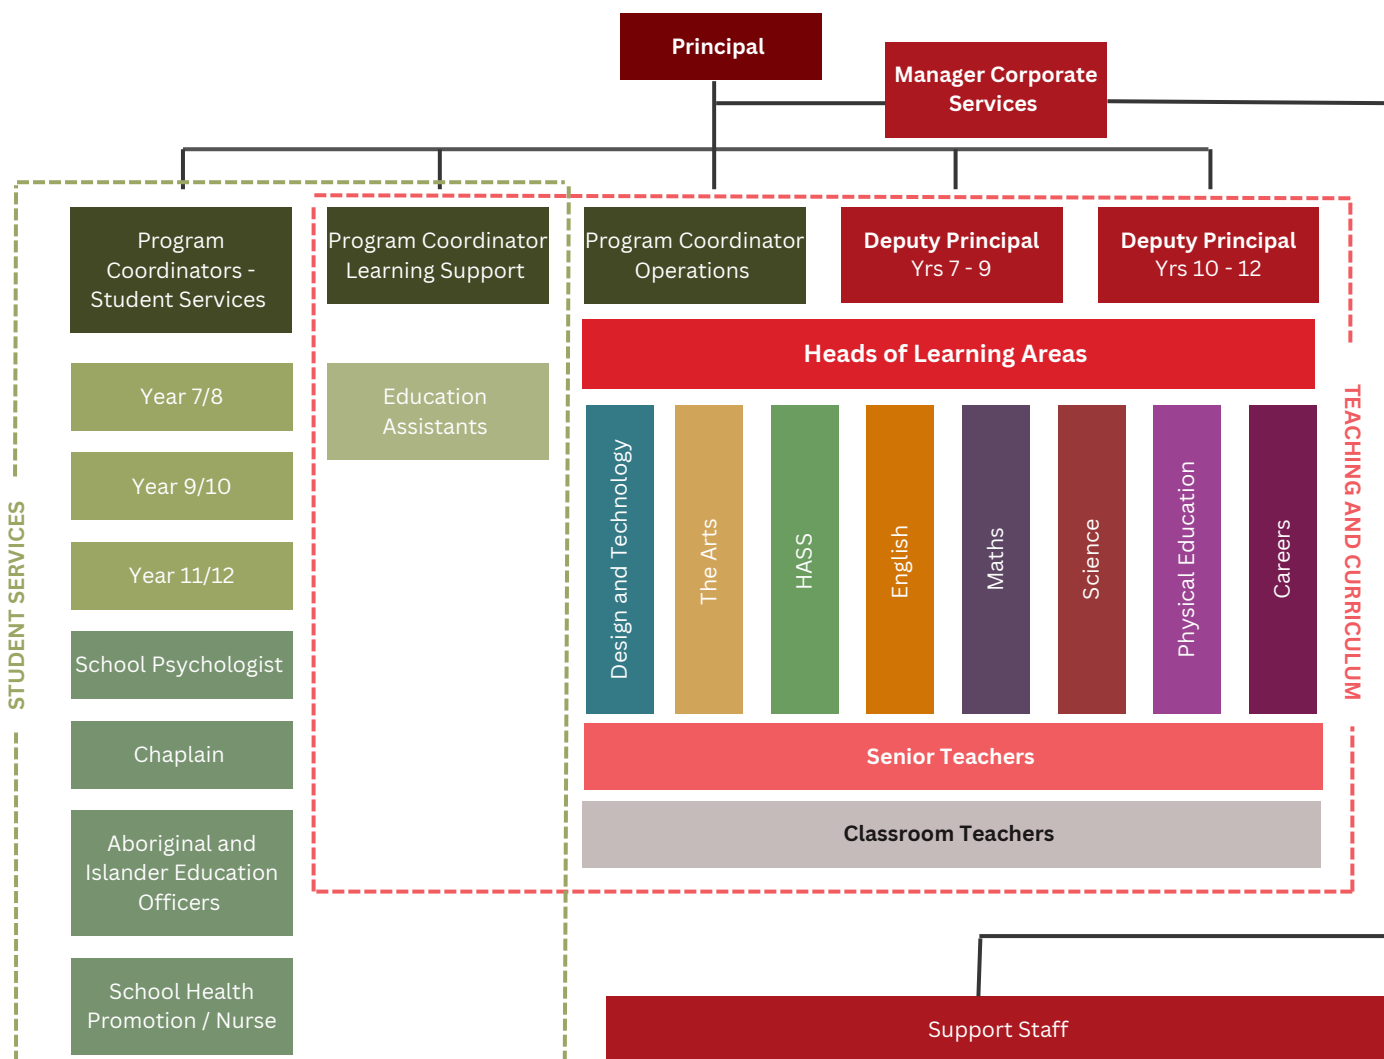 Principal
Manager Corporate
Services
Program
Coordinators -
Student Services
Program Coordinator
Learning Support
Program Coordinator
Operations
Deputy Principal
Yrs 7 - 9
Deputy Principal
Yrs 10 - 12
Heads of Learning Areas
Year 7/8
Year 9/10
Year 11/12
School Psychologist
Chaplain
Aboriginal and
Islander Education
Officers
School Health
Promotion / Nurse
Education
Assistants
Design and Technology
The Arts
HASS
English
Maths
Science
Physical Education
Careers
Senior Teachers
Classroom Teachers
STUDENT SERVICES
TEACHING AND CURRICULUM
Support Staff